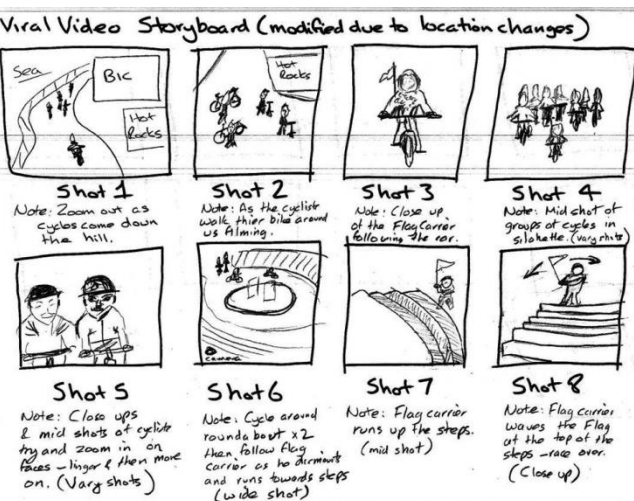 Viral Video Storyboard (modified due to location changes)
Sea
BIC
Hot
Rocks
Hot
Rocks
Shot 1
Note: Zoom out as
cycles come down
the hill.
Shot 2
Note: As the cyclists
walk thier bike around
us filming.
Shot 3
Note: Close up
of the Flag Carrier
following the car.
Shot 4
Note: Mid shot of
groups of cycles in
silohette. (vary shots)
CAMERA
Shot 5
Note: Close ups
& mid shots of cyclists
try and zoom in on
faces - linger & then move
on. (Vary shots)
Shot 6
Note: Cycle around
roundabout x2
then follow flag
carrier as he dismounts
and runs towards steps
(wide shot)
Shot 7
Note: Flag carrier
runs up the steps.
(mid shot)
Shot 8
Note: Flag carrier
waves the Flag
at the top of the
steps - race over.
(Close up)